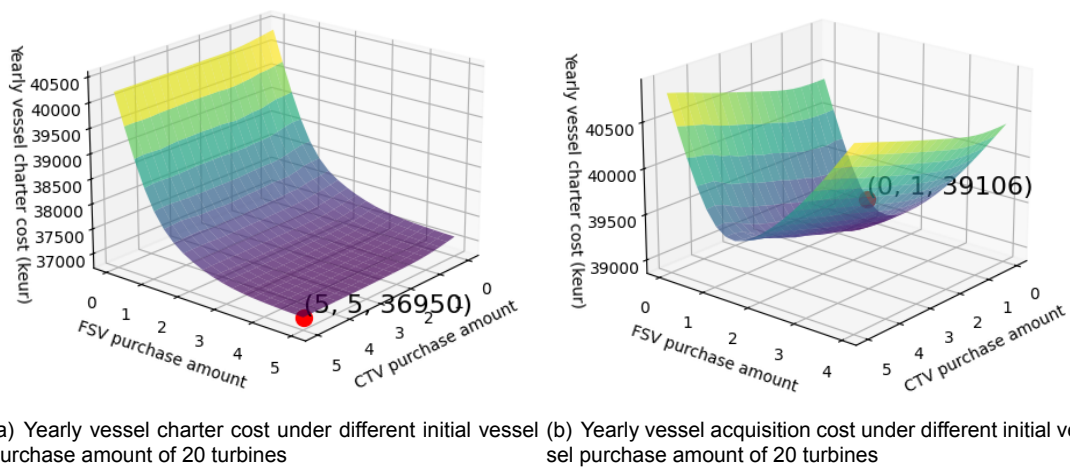 Yearly vessel charter cost (keur)
40500
40000
39500
39000
38500
38000
37500
37000
0
1
2
3
4
5
FSV purchase amount
(5, 5, 36950)
0
1
2
3
4
5
CTV purchase amount
Yearly vessel charter cost (keur)
40500
40000
39500
39000
0
1
2
3
4
FSV purchase amount
(0, 1, 39106)
0
1
2
3
4
5
CTV purchase amount
a) Yearly vessel charter cost under different initial vessel
urchase amount of 20 turbines
(b) Yearly vessel acquisition cost under different initial ve
sel purchase amount of 20 turbines